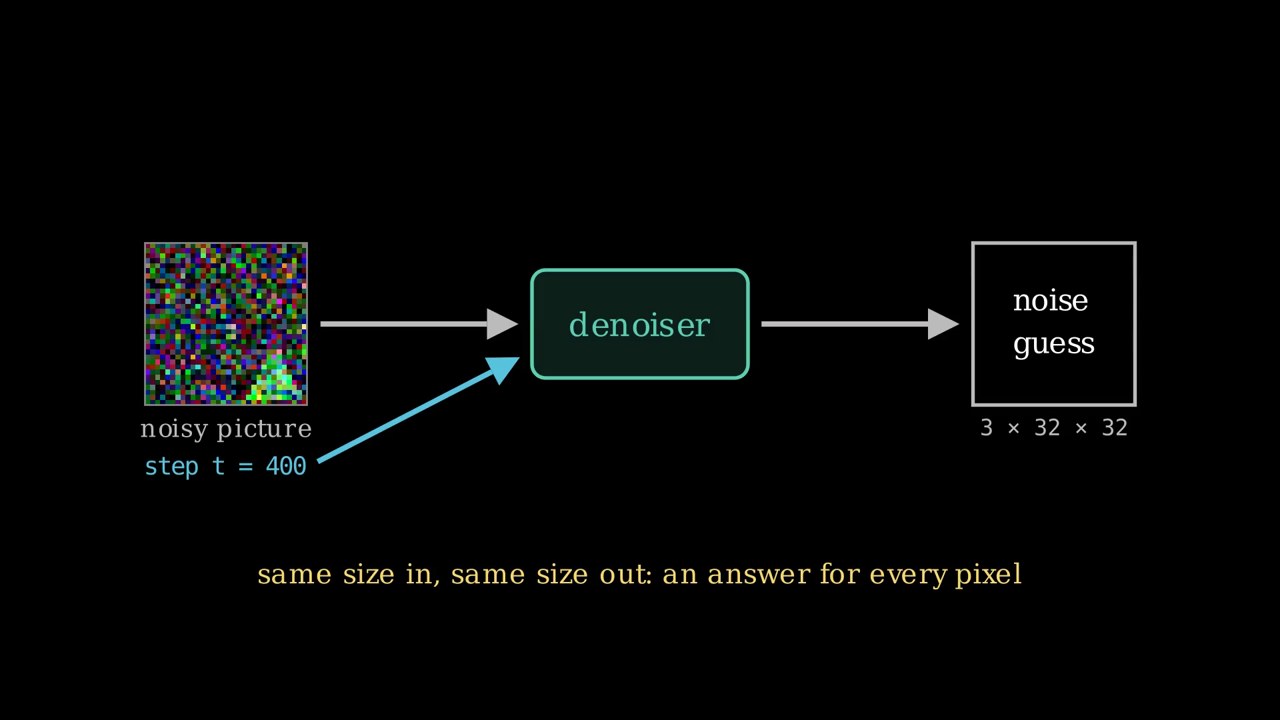 noisy picture
step t = 400
denoiser
noise
guess
3 × 32 × 32
same size in, same size out: an answer for every pixel